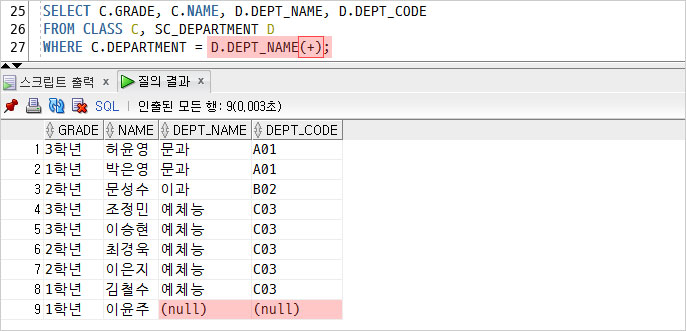 25 SELECT C.GRADE, C.NAME, D.DEPT_NAME, D.DEPT_CODE
26 FROM CLASS C, SC_DEPARTMENT D
27 WHERE C.DEPARTMENT = D.DEPT_NAME(+);
스크립트 출력 × 질의 결과 ×
SQL | 인출된 모든 행: 9(0,003초)
GRADE NAME DEPT_NAME DEPT_CODE
1 3학년 허윤영 문과 A01
2 1학년 박은영 문과 A01
3 2학년 문성수 이과 B02
4 3학년 조정민 예체능 C03
5 3학년 이승현 예체능 C03
6 2학년 최경욱 예체능 C03
7 2학년 이은지 예체능 C03
8 1학년 김철수 예체능 C03
9 1학년 이윤주 (null) (null)